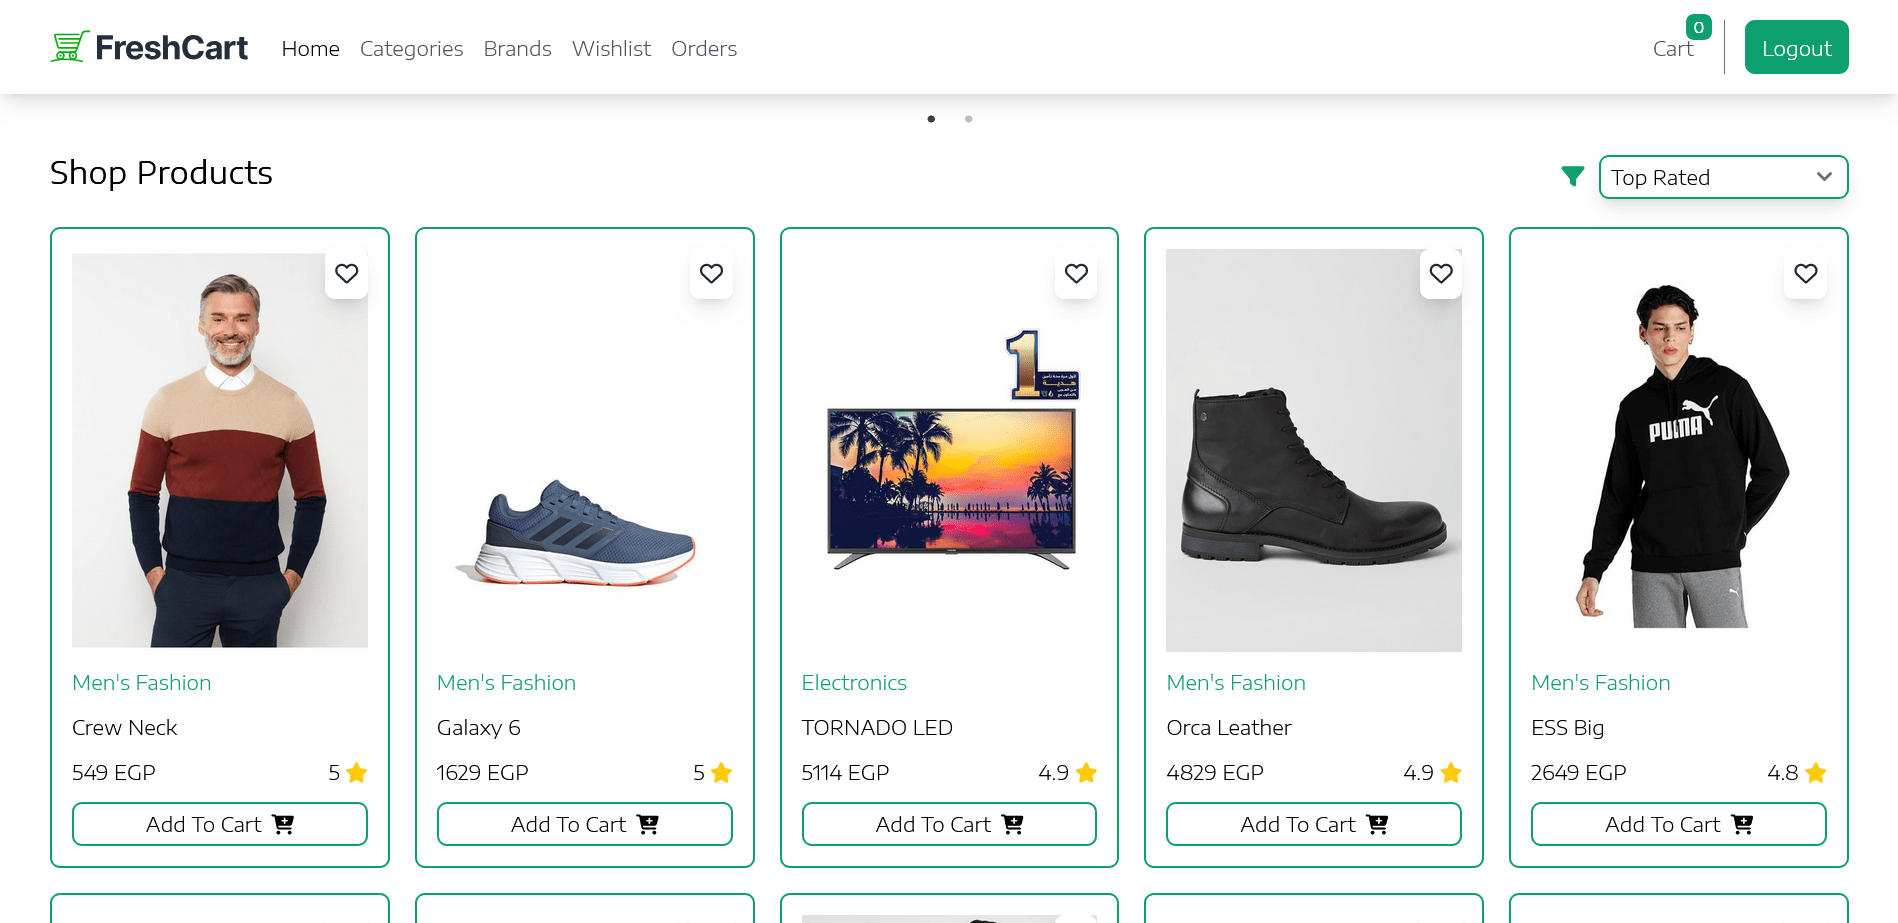 FreshCart
Home Categories Brands Wishlist Orders
Cart 0
Logout
Shop Products
Top Rated
Men's Fashion
Crew Neck
549 EGP 5
Add To Cart
Men's Fashion
Galaxy 6
1629 EGP 5
Add To Cart
1
هدية
Electronics
TORNADO LED
5114 EGP 4.9
Add To Cart
Men's Fashion
Orca Leather
4829 EGP 4.9
Add To Cart
PUMA
Men's Fashion
ESS Big
2649 EGP 4.8
Add To Cart